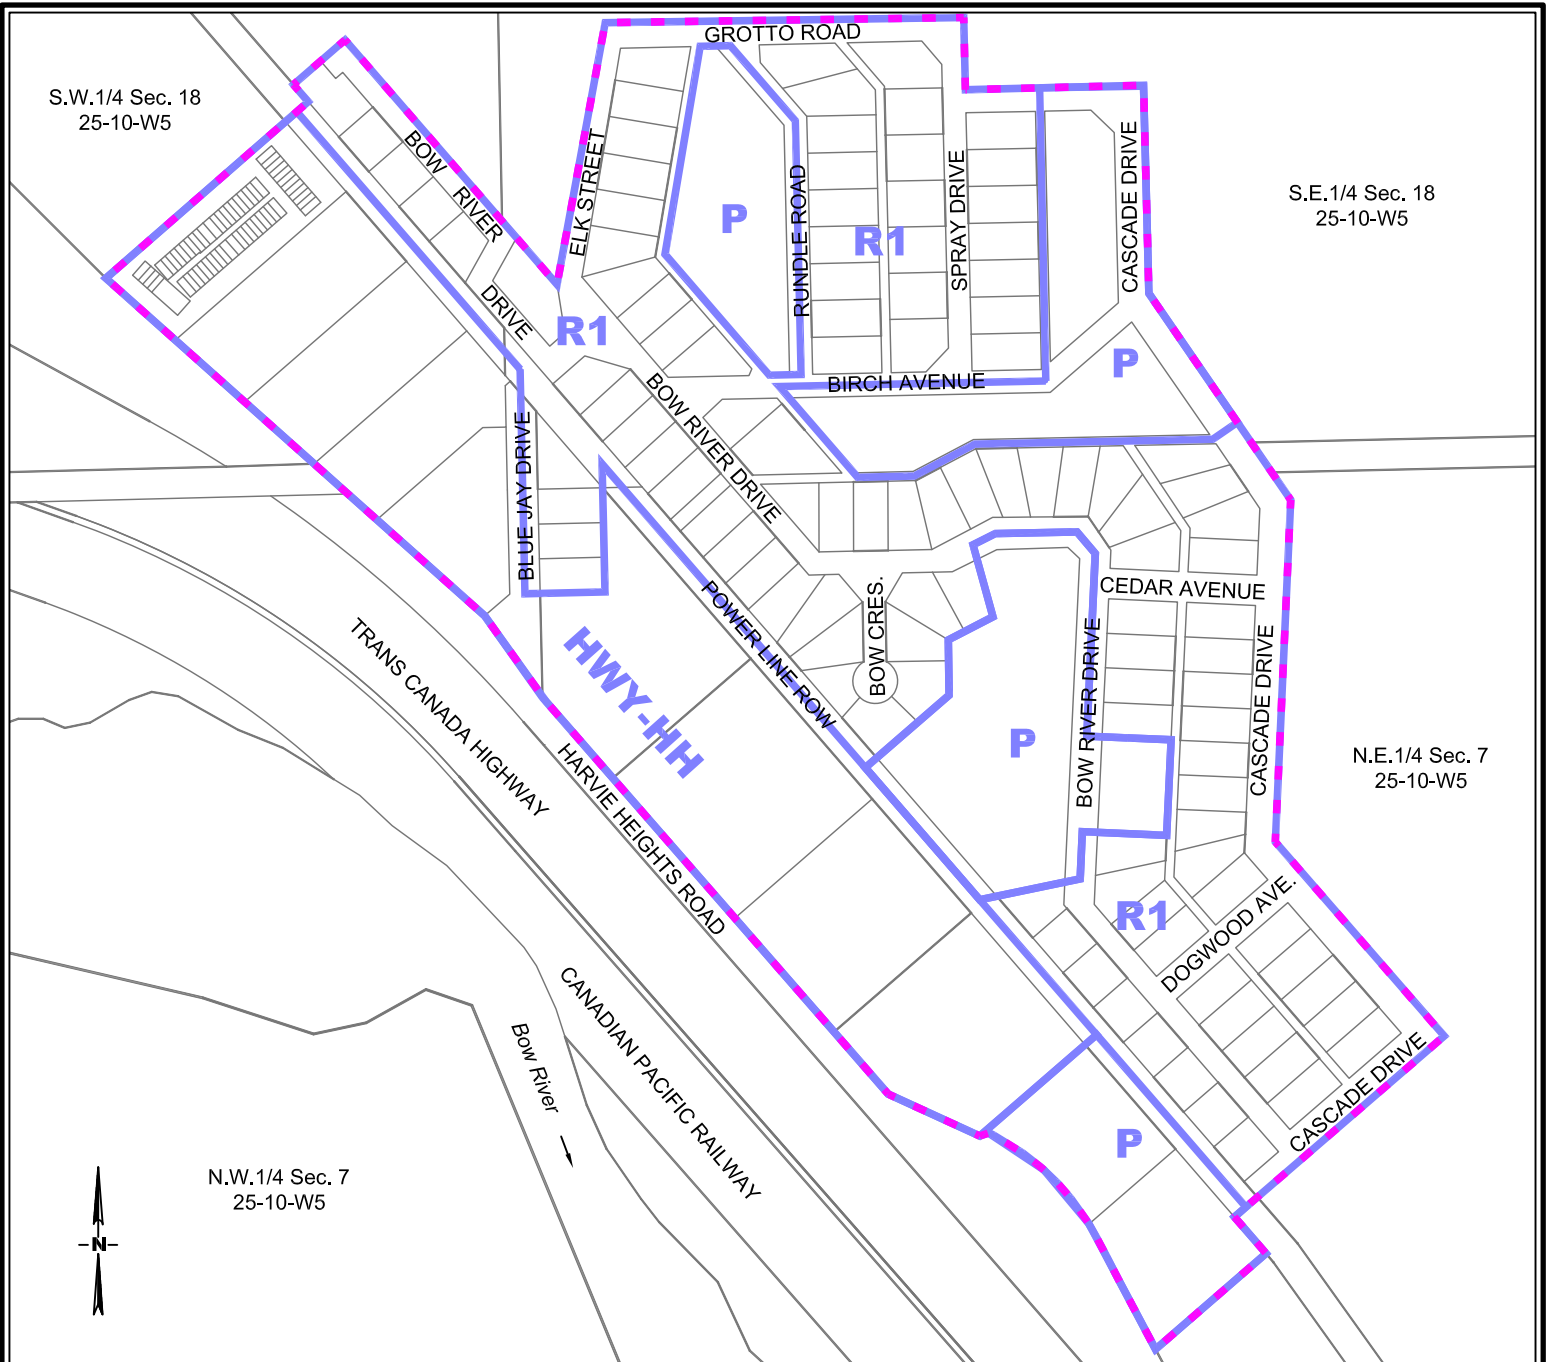 GROTTO ROAD
S.W.1/4 Sec. 18
25-10-W5
BOW RIVER
DRIVE
ELK STREET
P
RUNDLE ROAD
R1
SPRAY DRIVE
CASCADE DRIVE
S.E.1/4 Sec. 18
25-10-W5
R1
P
BIRCH AVENUE
BOW RIVER DRIVE
BLUE JAY DRIVE
CEDAR AVENUE
BOW CRES.
POWER LINE ROW
HWY-HH
TRANS CANADA HIGHWAY
HARVIE HEIGHTS ROAD
P
BOW RIVER DRIVE
CASCADE DRIVE
N.E.1/4 Sec. 7
25-10-W5
R1
DOGWOOD AVE.
CANADIAN PACIFIC RAILWAY
Bow River
CASCADE DRIVE
P
N.W.1/4 Sec. 7
25-10-W5
N